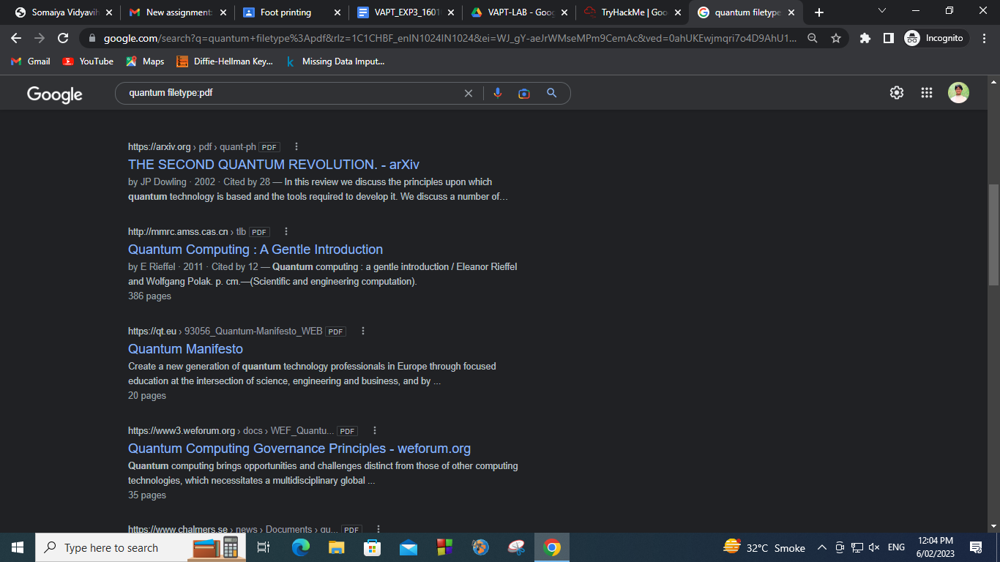 Somaiya Vidyavih
New assignment:
Foot printing
VAPT_EXP3_1601
VAPT-LAB - Goog
TryHackMe | Goo
quantum filetype
google.com/search?q=quantum+filetype%3Apdf&rlz=1C1CHBF_enIN1024IN1024&ei=WJ_gY-aeJrWMseMPm9CemAc&ved=0ahUKEwjmqri7o4D9AhU1...
Incognito
Gmail
YouTube
Maps
Diffie-Hellman Key...
Missing Data Imput...
Google
quantum filetype:pdf
https://arxiv.org › pdf › quant-ph PDF
THE SECOND QUANTUM REVOLUTION. - arXiv
by JP Dowling · 2002 · Cited by 28 — In this review we discuss the principles upon which
quantum technology is based and the tools required to develop it. We discuss a number of...
http://mmrc.amss.cas.cn › tlb PDF
Quantum Computing : A Gentle Introduction
by E Rieffel · 2011 · Cited by 12 — Quantum computing : a gentle introduction / Eleanor Rieffel
and Wolfgang Polak. p. cm.—(Scientific and engineering computation).
386 pages
https://qt.eu › 93056_Quantum-Manifesto_WEB PDF
Quantum Manifesto
Create a new generation of quantum technology professionals in Europe through focused
education at the intersection of science, engineering and business, and by ...
20 pages
https://www3.weforum.org › docs › WEF_Quantu... PDF
Quantum Computing Governance Principles - weforum.org
Quantum computing brings opportunities and challenges distinct from those of other computing
technologies, which necessitates a multidisciplinary global ...
35 pages
https://www.chalmers.se › news › Documents › qu... PDF
Type here to search
32°C Smoke
ENG
12:04 PM
6/02/2023